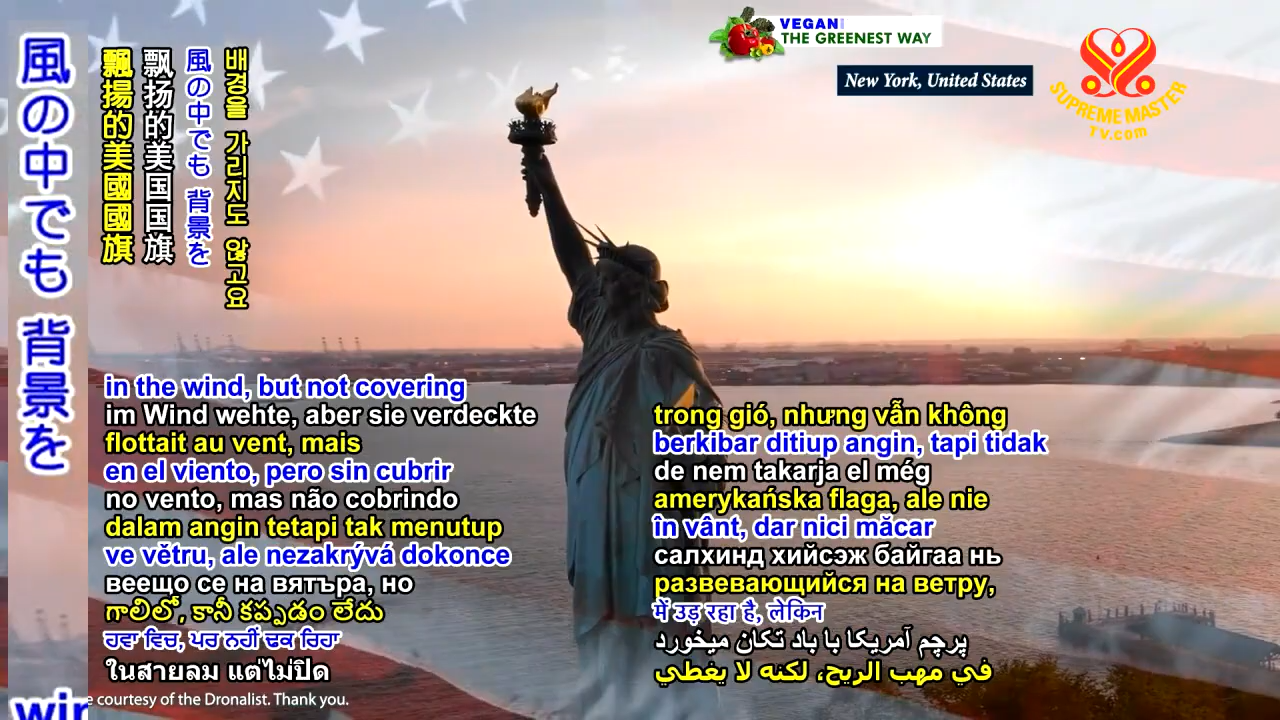 風の中でも 背景を
飄揚的美國國旗
飘扬的美国国旗
風の中でも 背景を
배경을 가리지도 않고요
VEGAN
THE GREENEST WAY
New York, United States
SUPREME MASTER
TV.com
in the wind, but not covering
im Wind wehte, aber sie verdeckte
flottait au vent, mais
en el viento, pero sin cubrir
no vento, mas não cobrindo
dalam angin tetapi tak menutup
ve větru, ale nezakrývá dokonce
веещо се на вятъра, но
గాలిలో, కానీ కప్పడం లేదు
ਹਵਾ ਵਿਚ, ਪਰ ਨਹੀਂ ਢਕ ਰਿਹਾ
ในสายลม แต่ไม่ปิด
trong gió, nhưng vẫn không
berkibar ditiup angin, tapi tidak
de nem takarja el még
amerykańska flaga, ale nie
în vânt, dar nici măcar
салхинд хийсэж байгаа нь
развевающийся на ветру,
में उड़ रहा है, लेकिन
پرچم آمریکا با باد تکان میخورد
في مهب الريح، لكنه لا يغطي
courtesy of the Dronalist. Thank you.